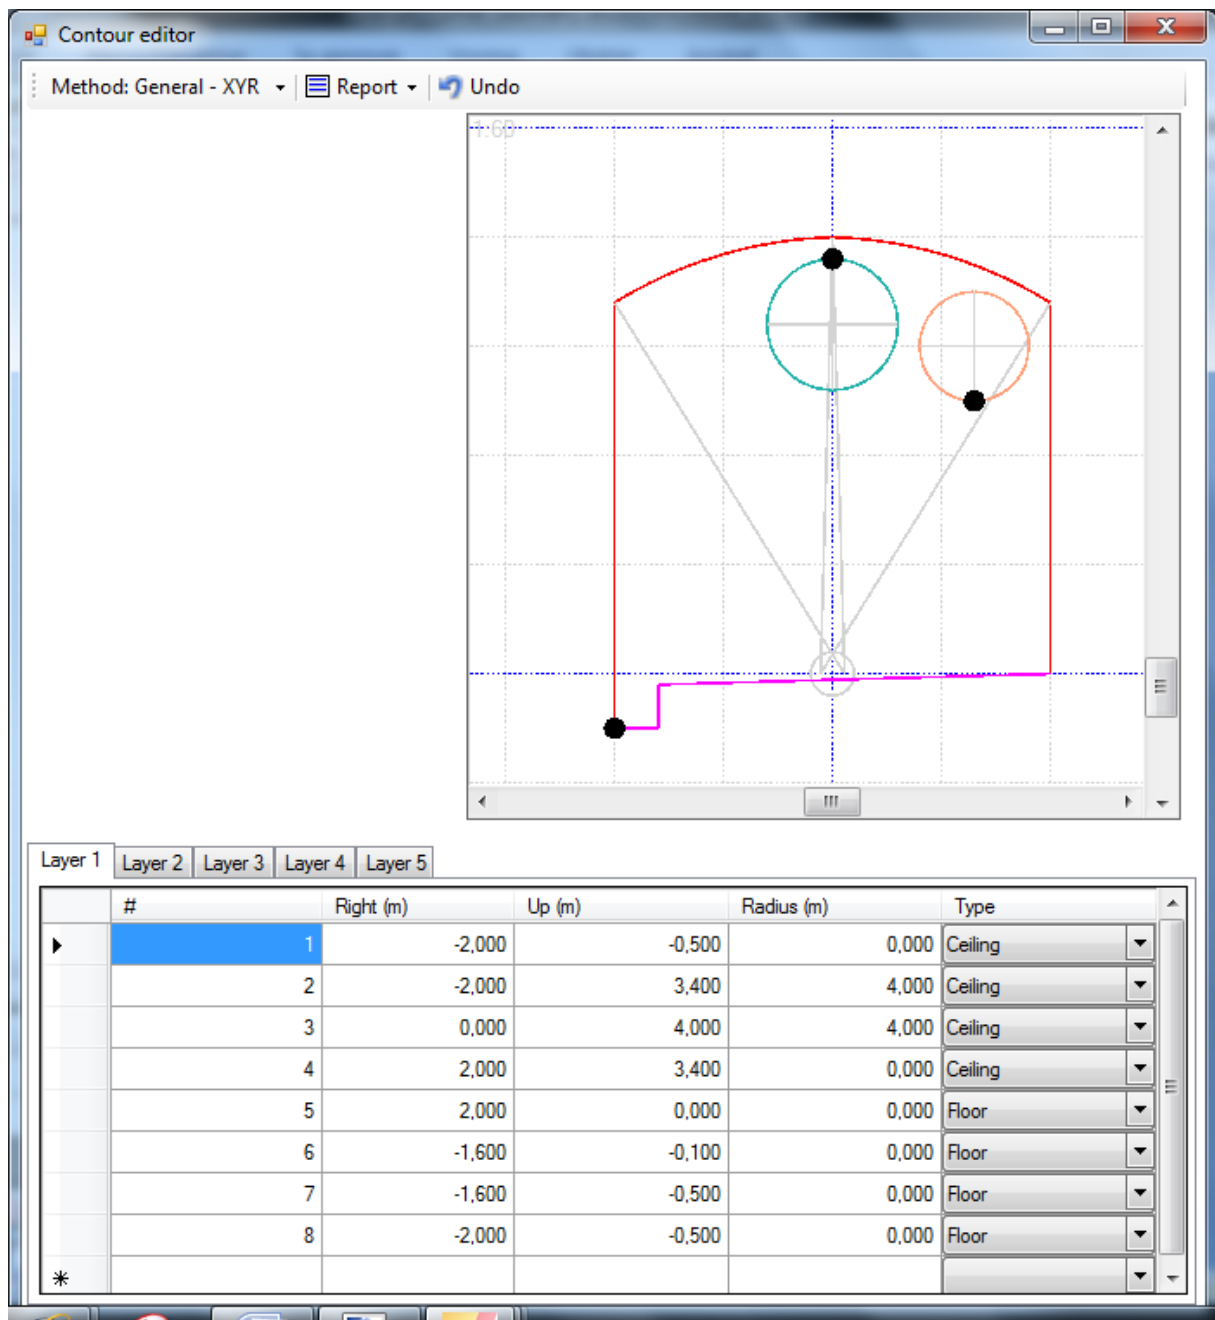 Contour editor
Method: General - XYR Report Undo
1:60
Layer 1 Layer 2 Layer 3 Layer 4 Layer 5
# Right (m) Up (m) Radius (m) Type
1 -2,000 -0,500 0,000 Ceiling
2 -2,000 3,400 4,000 Ceiling
3 0,000 4,000 4,000 Ceiling
4 2,000 3,400 0,000 Ceiling
5 2,000 0,000 0,000 Floor
6 -1,600 -0,100 0,000 Floor
7 -1,600 -0,500 0,000 Floor
8 -2,000 -0,500 0,000 Floor